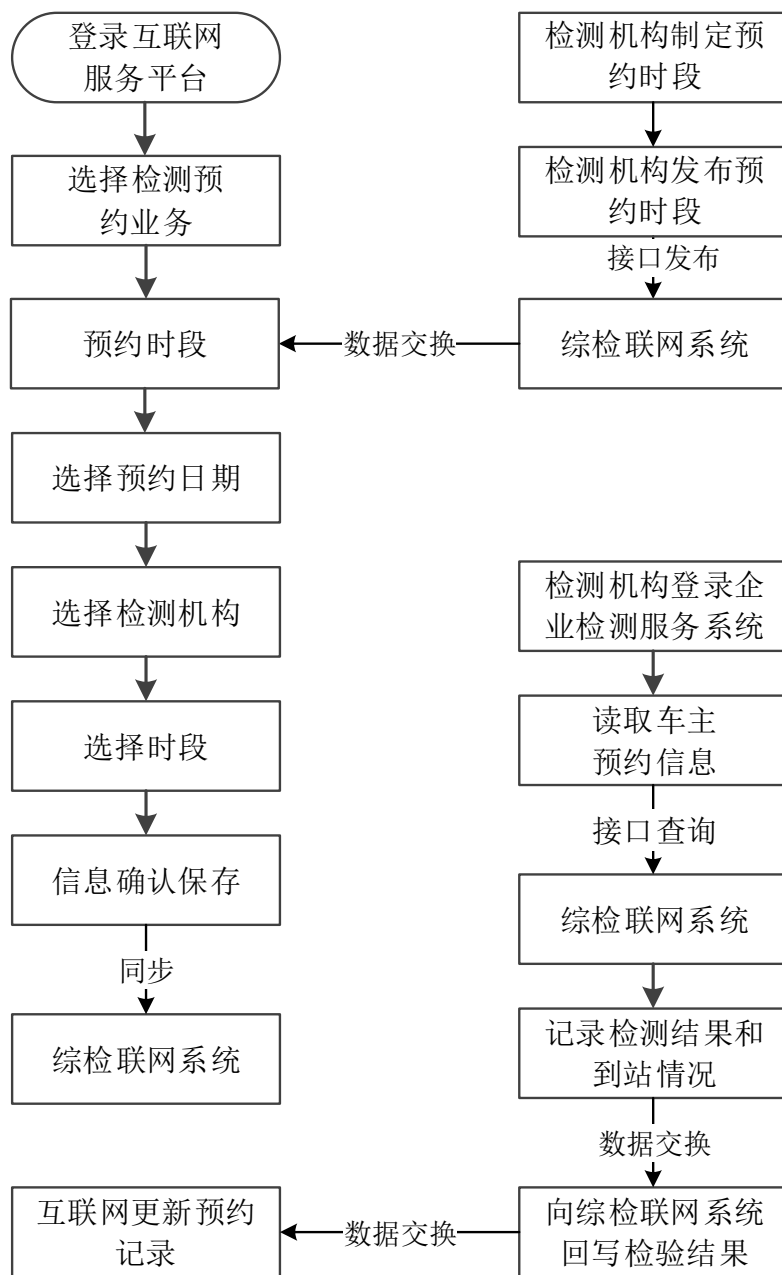 登录互联网
服务平台
选择检测预
约业务
预约时段
选择预约日期
选择检测机构
选择时段
信息确认保存
同步
综检联网系统
检测机构制定预
约时段
检测机构发布预
约时段
接口发布
综检联网系统
数据交换
检测机构登录企
业检测服务系统
读取车主
预约信息
接口查询
综检联网系统
记录检测结果和
到站情况
数据交换
向综检联网系统
回写检验结果
数据交换
互联网更新预约
记录